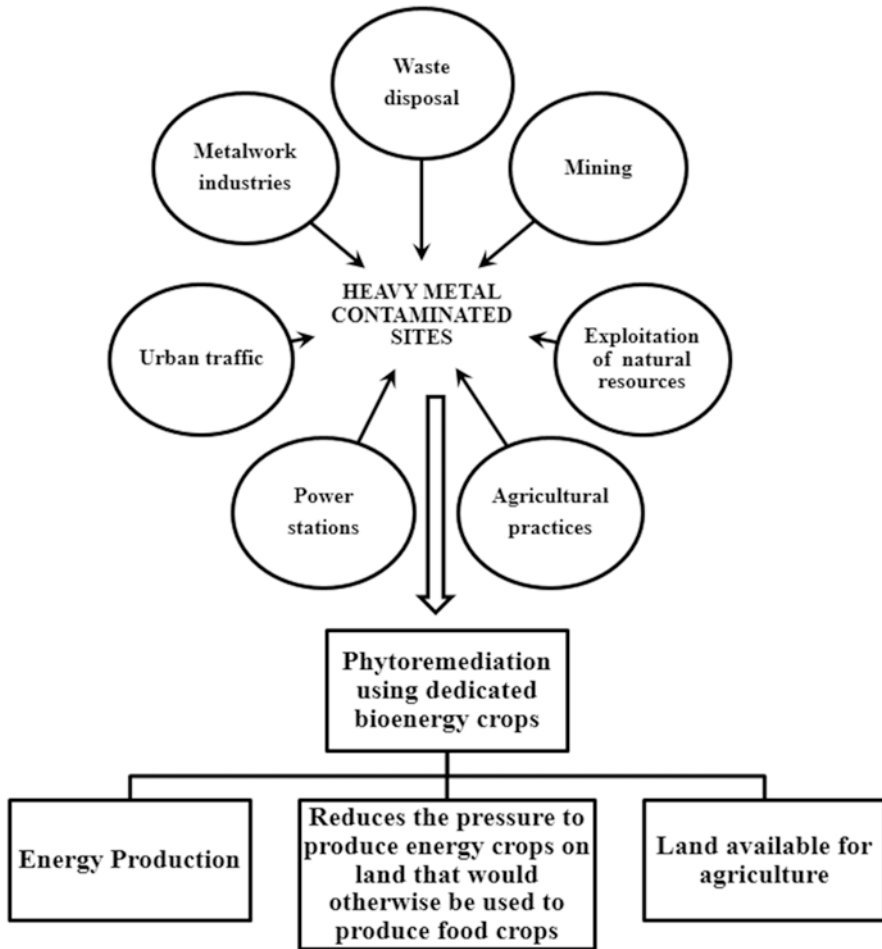 Waste
disposal
Metalwork
industries
Mining
HEAVY METAL
CONTAMINATED
SITES
Urban traffic
Exploitation
of natural
resources
Power
stations
Agricultural
practices
Phytoremediation
using dedicated
bioenergy crops
Energy Production
Reduces the pressure to
produce energy crops on
land that would
otherwise be used to
produce food crops
Land available for
agriculture